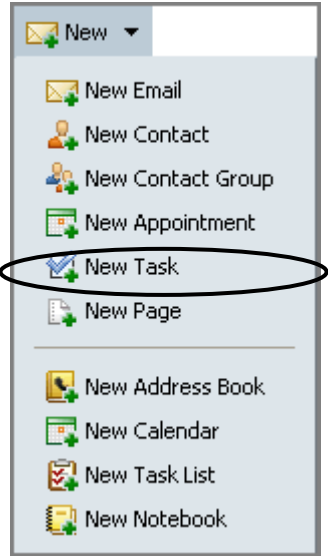 New
New Email
New Contact
New Contact Group
New Appointment
New Task
New Page
New Address Book
New Calendar
New Task List
New Notebook